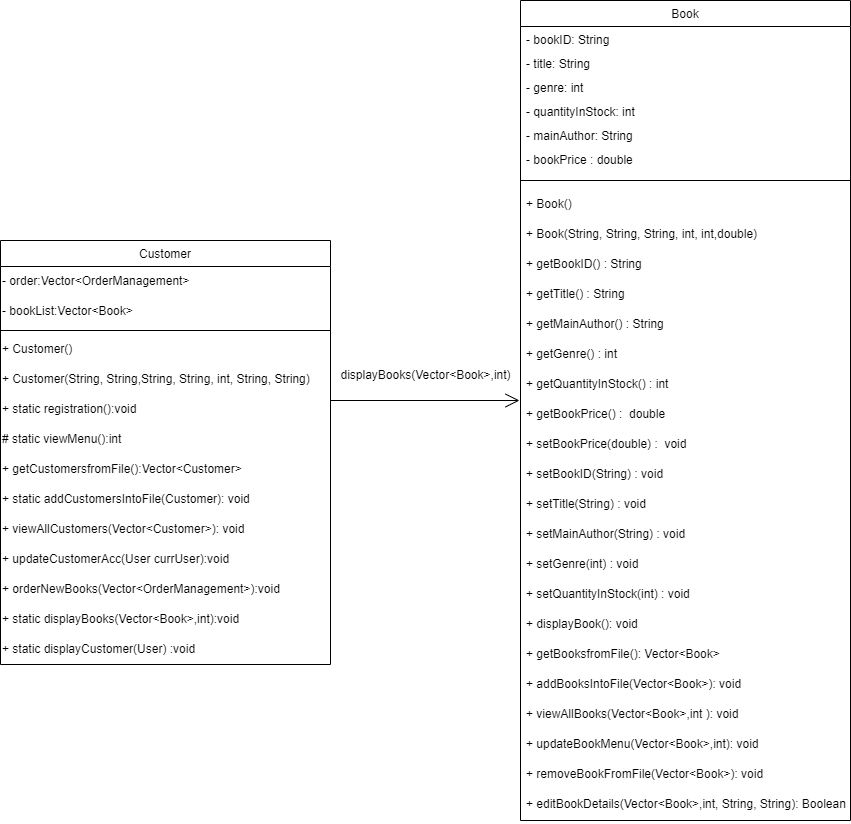 Book
- bookID: String
- title: String
- genre: int
- quantityInStock: int
- mainAuthor: String
- bookPrice : double
+ Book()
+ Book(String, String, String, int, int,double)
+ getBookID() : String
+ getTitle() : String
+ getMainAuthor() : String
+ getGenre() : int
+ getQuantityInStock() : int
+ getBookPrice() :  double
+ setBookPrice(double) :  void
+ setBookID(String) : void
+ setTitle(String) : void
+ setMainAuthor(String) : void
+ setGenre(int) : void
+ setQuantityInStock(int) : void
+ displayBook(): void
+ getBooksfromFile(): Vector<Book>
+ addBooksIntoFile(Vector<Book>): void
+ viewAllBooks(Vector<Book>,int ): void
+ updateBookMenu(Vector<Book>,int): void
+ removeBookFromFile(Vector<Book>): void
+ editBookDetails(Vector<Book>,int, String, String): Boolean
Customer
- order:Vector<OrderManagement>
- bookList:Vector<Book>
+ Customer()
+ Customer(String, String,String, String, int, String, String)
+ static registration():void
# static viewMenu():int
+ getCustomersfromFile():Vector<Customer>
+ static addCustomersIntoFile(Customer): void
+ viewAllCustomers(Vector<Customer>): void
+ updateCustomerAcc(User currUser):void
+ orderNewBooks(Vector<OrderManagement>):void
+ static displayBooks(Vector<Book>,int):void
+ static displayCustomer(User) :void
displayBooks(Vector<Book>,int)